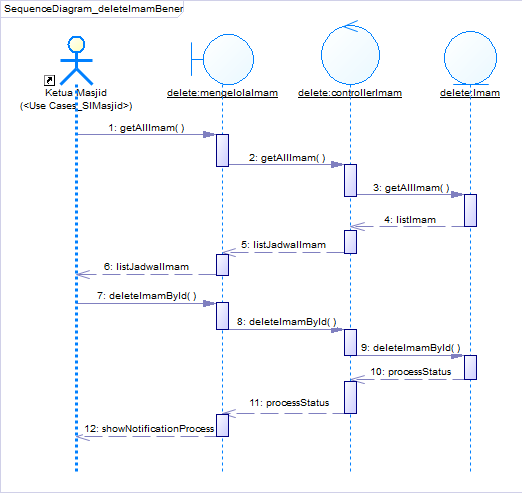 SequenceDiagram_deleteImamBener
Ketua Masjid
(<Use Cases_SIMasjid>)
delete:mengelolaImam
delete:controllerImam
delete:Imam
1: getAllImam( )
2: getAllImam( )
3: getAllImam( )
4: listImam
5: listJadwalImam
6: listJadwalImam
7: deleteImamById( )
8: deleteImamById( )
9: deleteImamById( )
10: processStatus
11: processStatus
12: showNotificationProcess